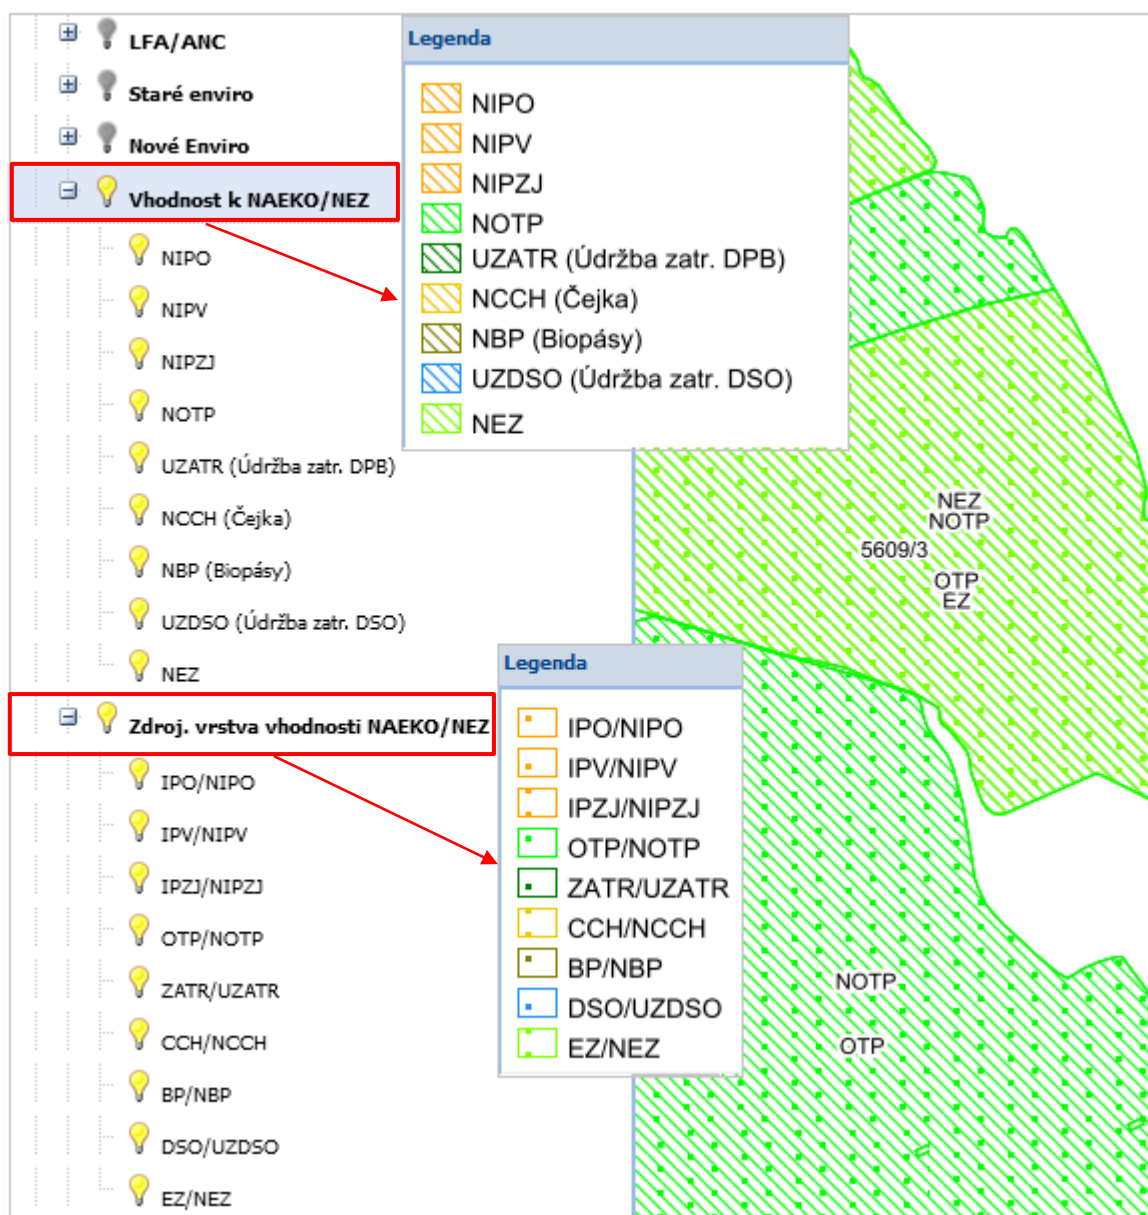 LFA/ANC
Staré enviro
Nové Enviro
Vhodnost k NAEKO/NEZ
NIPO
NIPV
NIPZJ
NOTP
UZATR (Údržba zatr. DPB)
NCCH (Čejka)
NBP (Biopásy)
UZDSO (Údržba zatr. DSO)
NEZ
Zdroj. vrstva vhodnosti NAEKO/NEZ
IPO/NIPO
IPV/NIPV
IPZJ/NIPZJ
OTP/NOTP
ZATR/UZATR
CCH/NCCH
BP/NBP
DSO/UZDSO
EZ/NEZ
Legenda
NIPO
NIPV
NIPZJ
NOTP
UZATR (Údržba zatr. DPB)
NCCH (Čejka)
NBP (Biopásy)
UZDSO (Údržba zatr. DSO)
NEZ
Legenda
IPO/NIPO
IPV/NIPV
IPZJ/NIPZJ
OTP/NOTP
ZATR/UZATR
CCH/NCCH
BP/NBP
DSO/UZDSO
EZ/NEZ
NEZ
NOTP
5609/3
OTP
EZ
NOTP
OTP